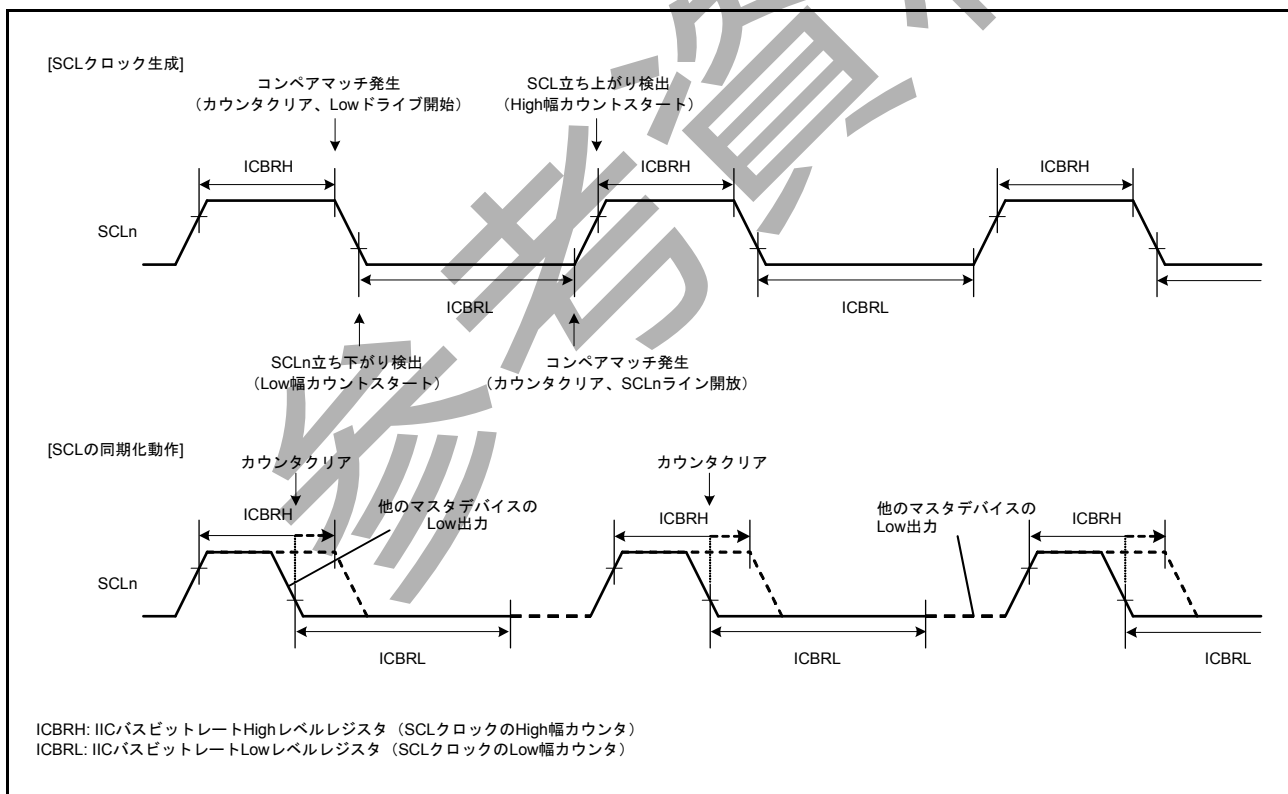 [SCLクロック生成]
コンペアマッチ発生
（カウンタクリア、Lowドライブ開始）
SCL立ち上がり検出
（High幅カウントスタート）
ICBRH
ICBRH
ICBRH
SCLn
ICBRL
ICBRL
SCLn立ち下がり検出
（Low幅カウントスタート）
コンペアマッチ発生
（カウンタクリア、SCLnライン開放）
[SCLの同期化動作]
カウンタクリア
カウンタクリア
ICBRH
他のマスタデバイスの
Low出力
ICBRH
他のマスタデバイスの
Low出力
ICBRH
SCLn
ICBRL
ICBRL
ICBRL
ICBRH: IICバスビットレートHighレベルレジスタ（SCLクロックのHigh幅カウンタ）
ICBRL: IICバスビットレートLowレベルレジスタ（SCLクロックのLow幅カウンタ）
参考資